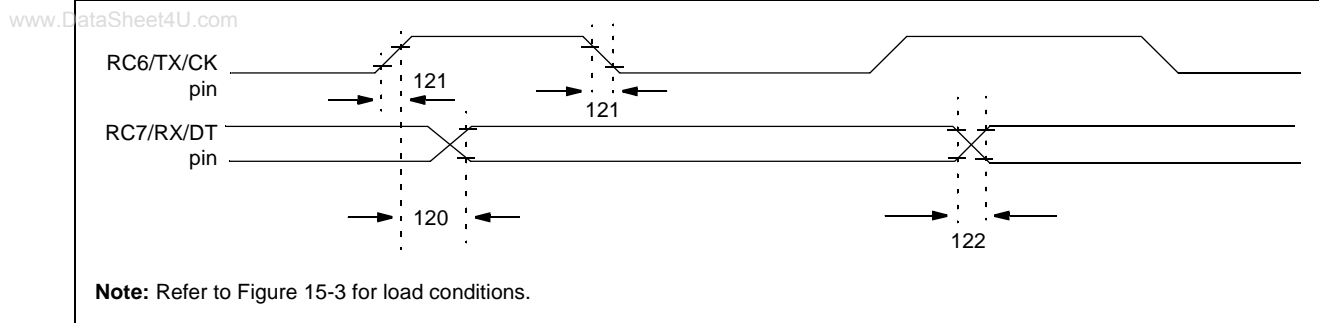 www.DataSheet4U.com
RC6/TX/CK
pin
121
121
RC7/RX/DT
pin
120
122
Note: Refer to Figure 15-3 for load conditions.